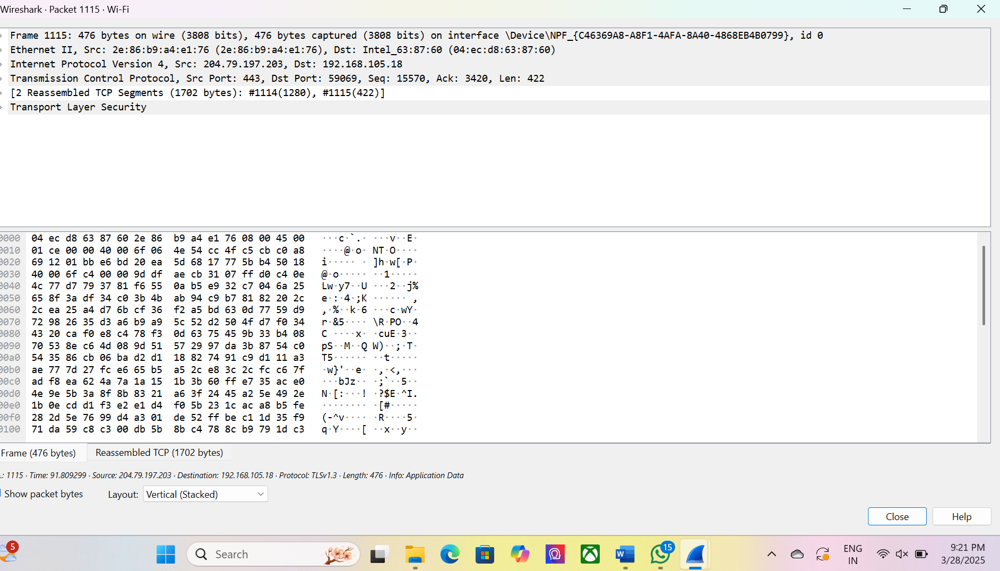 Wireshark · Packet 1115 · Wi-Fi
Frame 1115: 476 bytes on wire (3808 bits), 476 bytes captured (3808 bits) on interface \Device\NPF_{C46369A8-A8F1-4AFA-8A40-4868EB4B0799}, id 0
Ethernet II, Src: 2e:86:b9:a4:e1:76 (2e:86:b9:a4:e1:76), Dst: Intel_63:87:60 (04:ec:d8:63:87:60)
Internet Protocol Version 4, Src: 204.79.197.203, Dst: 192.168.105.18
Transmission Control Protocol, Src Port: 443, Dst Port: 59069, Seq: 15570, Ack: 3420, Len: 422
[2 Reassembled TCP Segments (1702 bytes): #1114(1280), #1115(422)]
Transport Layer Security
0000 04 ec d8 63 87 60 2e 86 b9 a4 e1 76 08 00 45 00 ···c·`.· ···v··E·
0010 01 ce 00 00 40 00 6f 06 4e 54 cc 4f c5 cb c0 a8 ····@·o· NT·O····
0020 69 12 01 bb e6 bd 20 ea 5d 68 17 77 5b b4 50 18 i····· · ]h·w[·P·
0030 40 00 6f c4 00 00 9d df ae cb 31 07 ff d0 c4 0e @·o····· ··1·····
0040 4c 77 d7 79 37 81 f6 55 0a b5 e9 32 c7 04 6a 25 Lw·y7··U ···2··j%
0050 65 8f 3a df 34 c0 3b 4b ab 94 c9 b7 81 82 20 2c e·:·4·;K ······ ,
0060 2c ea 25 a4 d7 6b cf 36 f2 a5 bd 63 0d 77 59 d9 ,·%··k·6 ···c·wY·
0070 72 98 26 35 d3 a6 b9 a9 5c 52 d2 50 4f d7 f0 34 r·&5···· \R·PO··4
0080 43 20 ca f0 e8 c4 78 f3 0d 63 75 45 9b 33 b4 08 C ····x· ·cuE·3··
0090 70 53 8e c6 4d 08 9d 51 57 29 97 da 3b 87 54 c0 pS··M··Q W)··;·T·
00a0 54 35 86 cb 06 ba d2 d1 18 82 74 91 c9 d1 11 a3 T5······ ··t·····
00b0 ae 77 7d 27 fc e6 65 b5 a5 2c e8 3c 2c fc c6 7f ·w}'··e· ·,·<,···
00c0 ad f8 ea 62 4a 7a 1a 15 1b 3b 60 ff e7 35 ac e0 ···bJz·· ·;`··5··
00d0 4e 9e 5b 3a 8f 8b 83 21 a6 3f 24 45 a2 5e 49 2e N·[:···! ·?$E·^I.
00e0 1b 0e cd d1 f3 e2 e1 d4 f0 5b 23 1c ac a8 b5 fe ········ ·[#·····
00f0 28 2d 5e 76 99 d4 a3 01 de 52 ff be c1 1d 35 f9 (-^v···· ·R····5·
0100 71 da 59 c8 c3 00 db 5b 8b c4 78 8c b9 79 1d c3 q·Y····[ ··x··y··
Frame (476 bytes) Reassembled TCP (1702 bytes)
.: 1115 · Time: 91.809299 · Source: 204.79.197.203 · Destination: 192.168.105.18 · Protocol: TLSv1.3 · Length: 476 · Info: Application Data
Show packet bytes Layout: Vertical (Stacked)
Close Help
5 Search 15 ENG IN 9:21 PM
3/28/2025